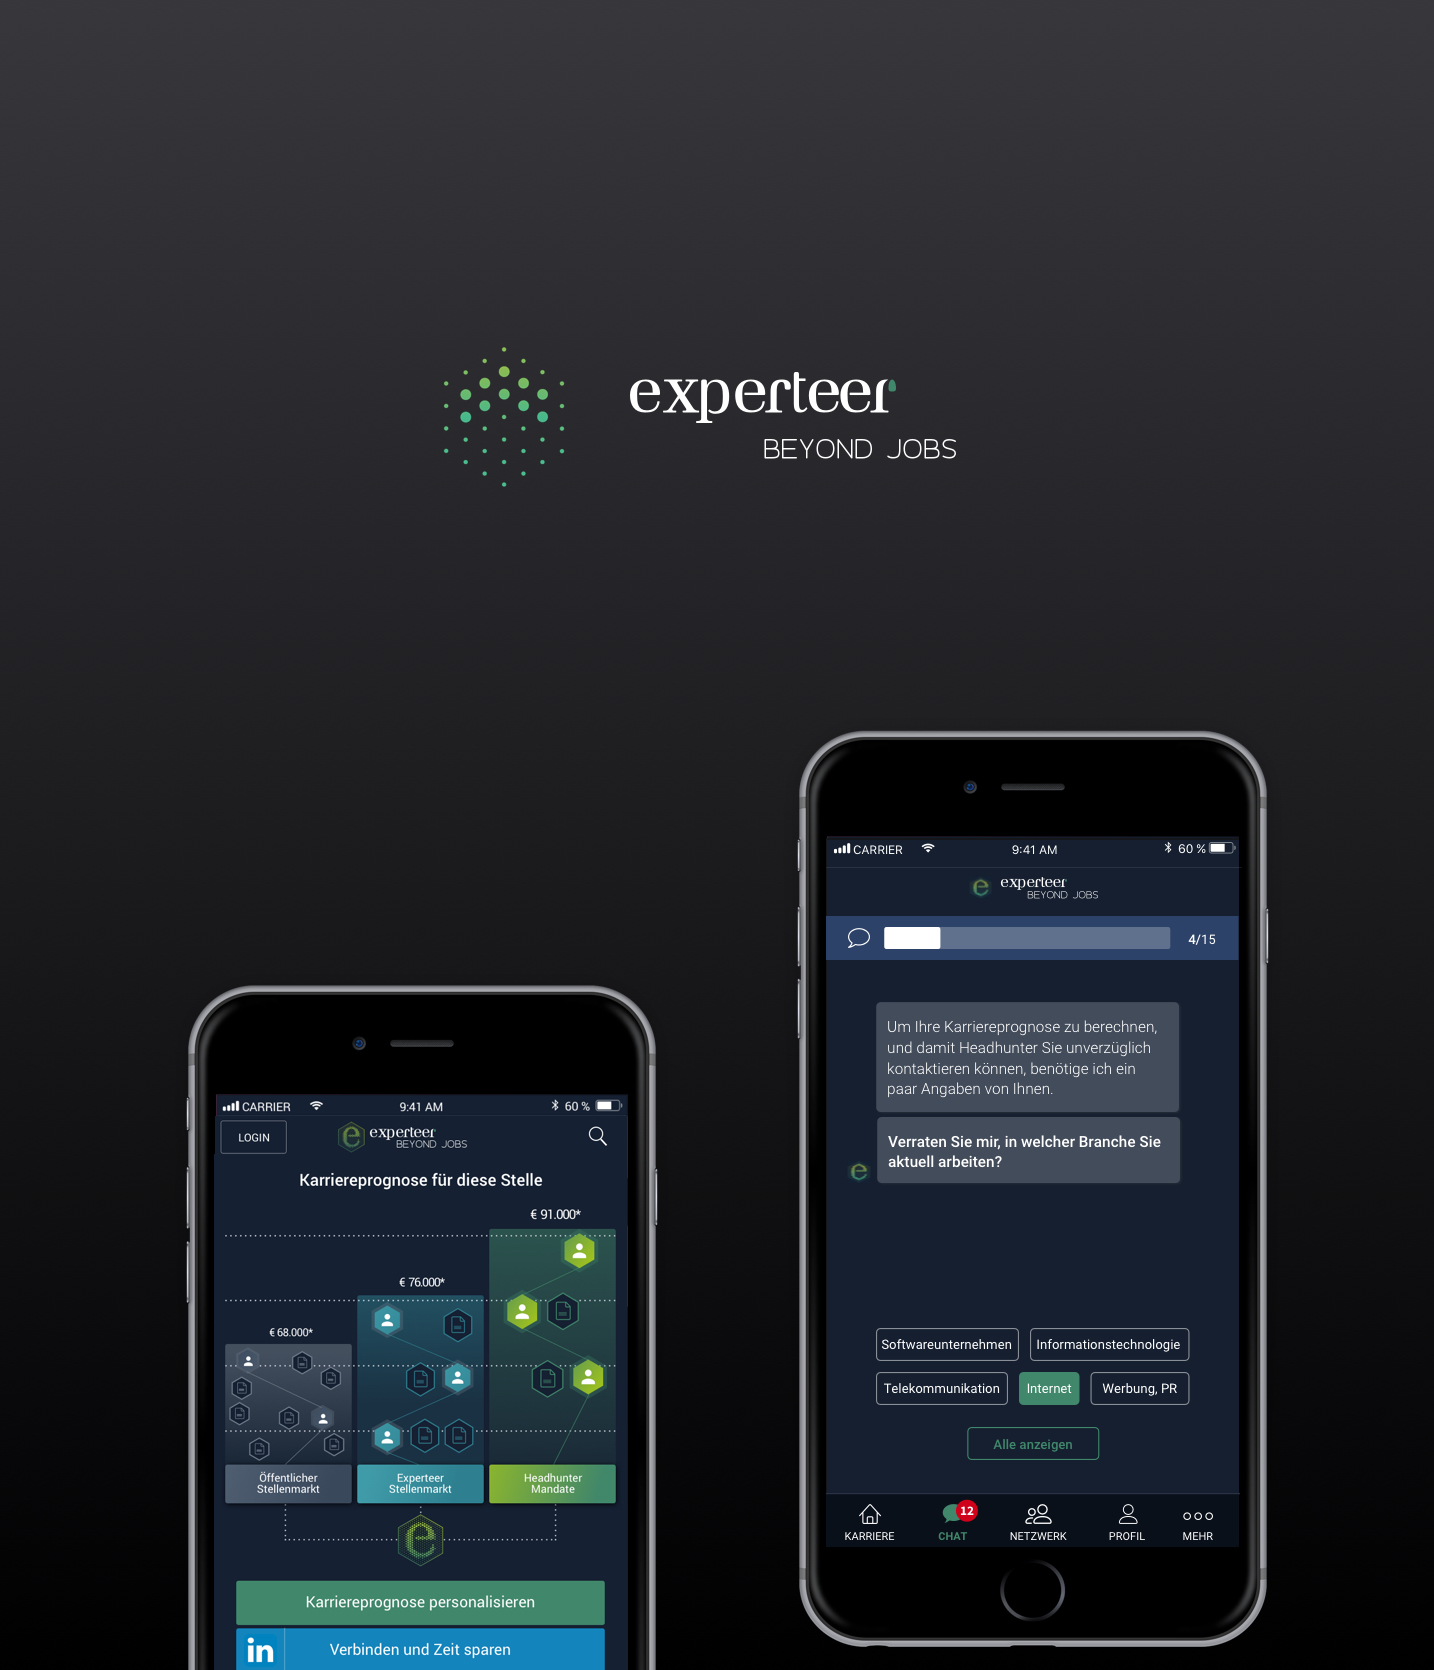 experteer
BEYOND JOBS
CARRIER
9:41 AM
60 %
experteer
BEYOND JOBS
4/15
Um Ihre Karriereprognose zu berechnen,
und damit Headhunter Sie unverzüglich
kontaktieren können, benötige ich ein
paar Angaben von Ihnen.
Verraten Sie mir, in welcher Branche Sie
aktuell arbeiten?
e
Softwareunternehmen
Informationstechnologie
Telekommunikation
Internet
Werbung, PR
Alle anzeigen
12
KARRIERE
CHAT
NETZWERK
PROFIL
MEHR
CARRIER
9:41 AM
60 %
LOGIN
e experteer
BEYOND JOBS
Karriereprognose für diese Stelle
€ 91.000*
€ 76.000*
€ 68.000*
Öffentlicher
Stellenmarkt
Experteer
Stellenmarkt
Headhunter
Mandate
e
Karriereprognose personalisieren
in Verbinden und Zeit sparen